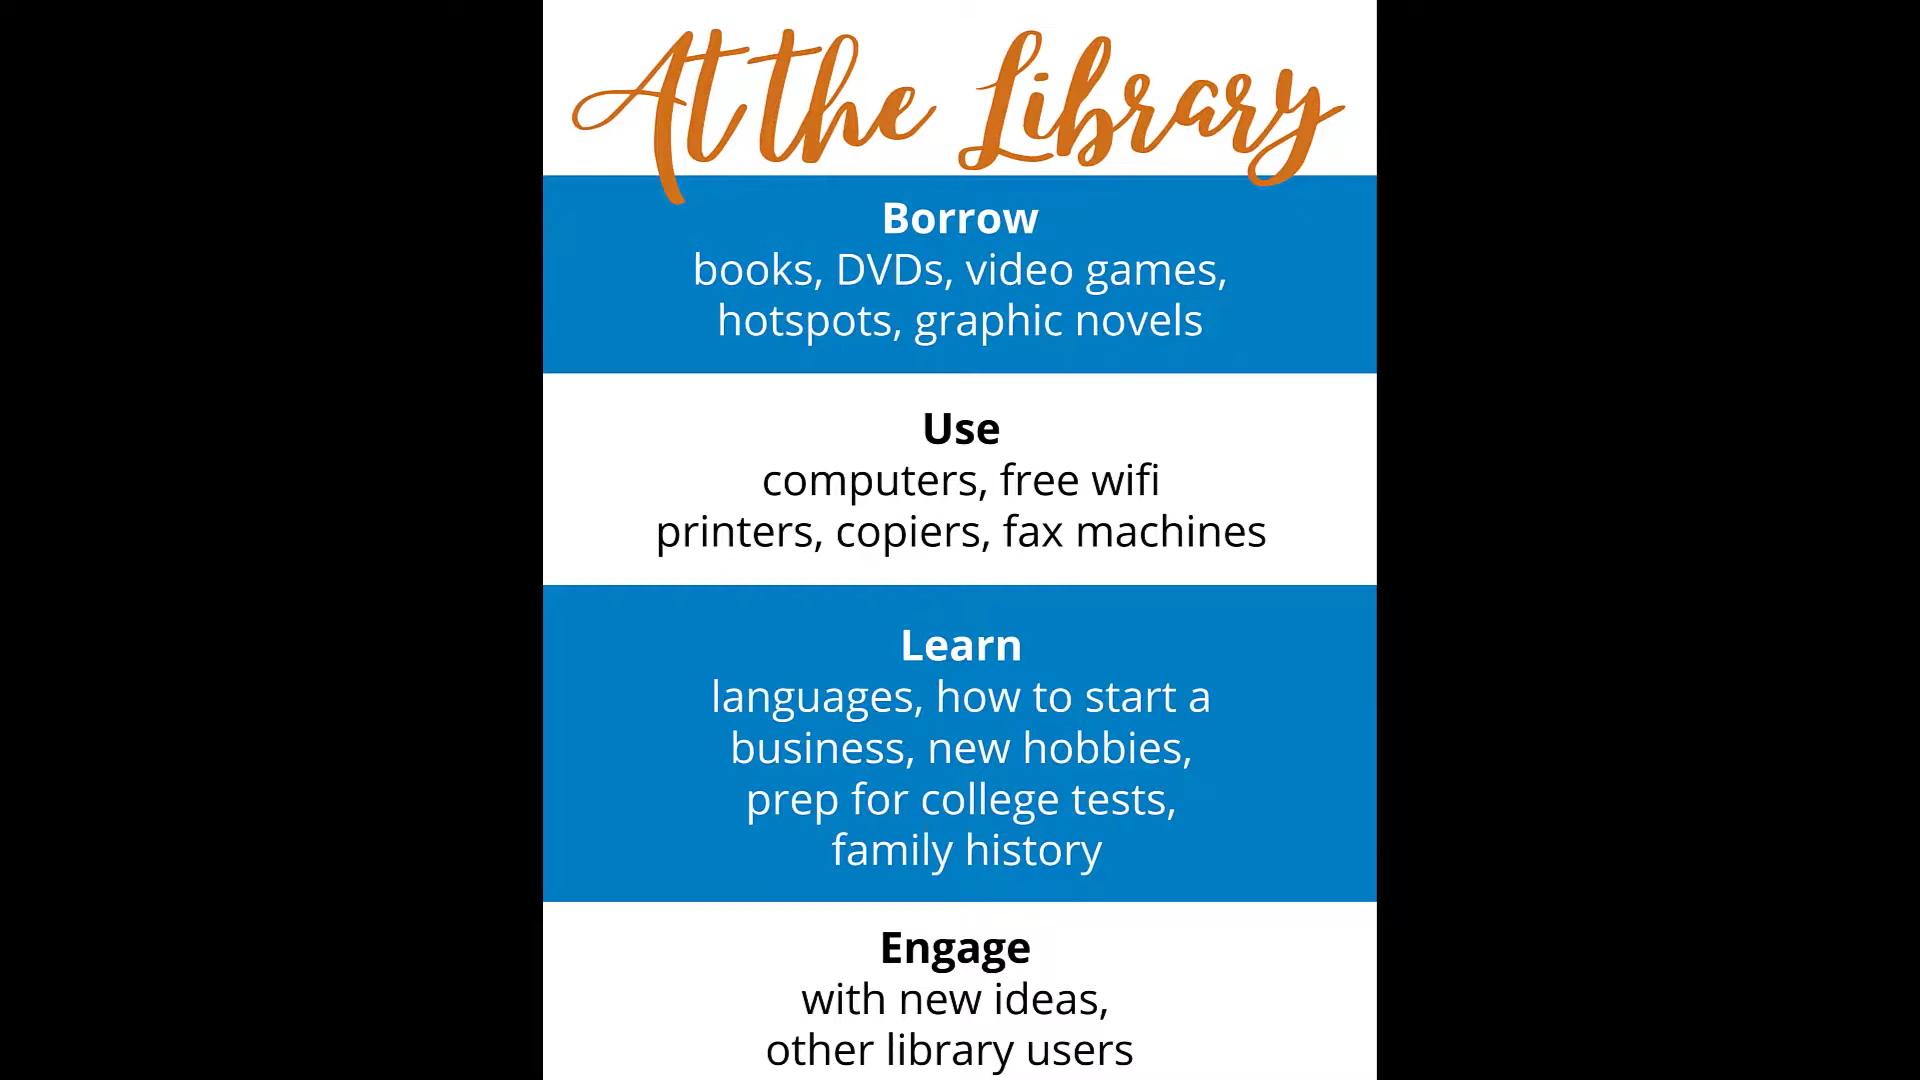 At the Library
Borrow
books, DVDs, video games,
hotspots, graphic novels
Use
computers, free wifi
printers, copiers, fax machines
Learn
languages, how to start a
business, new hobbies,
prep for college tests,
family history
Engage
with new ideas,
other library users